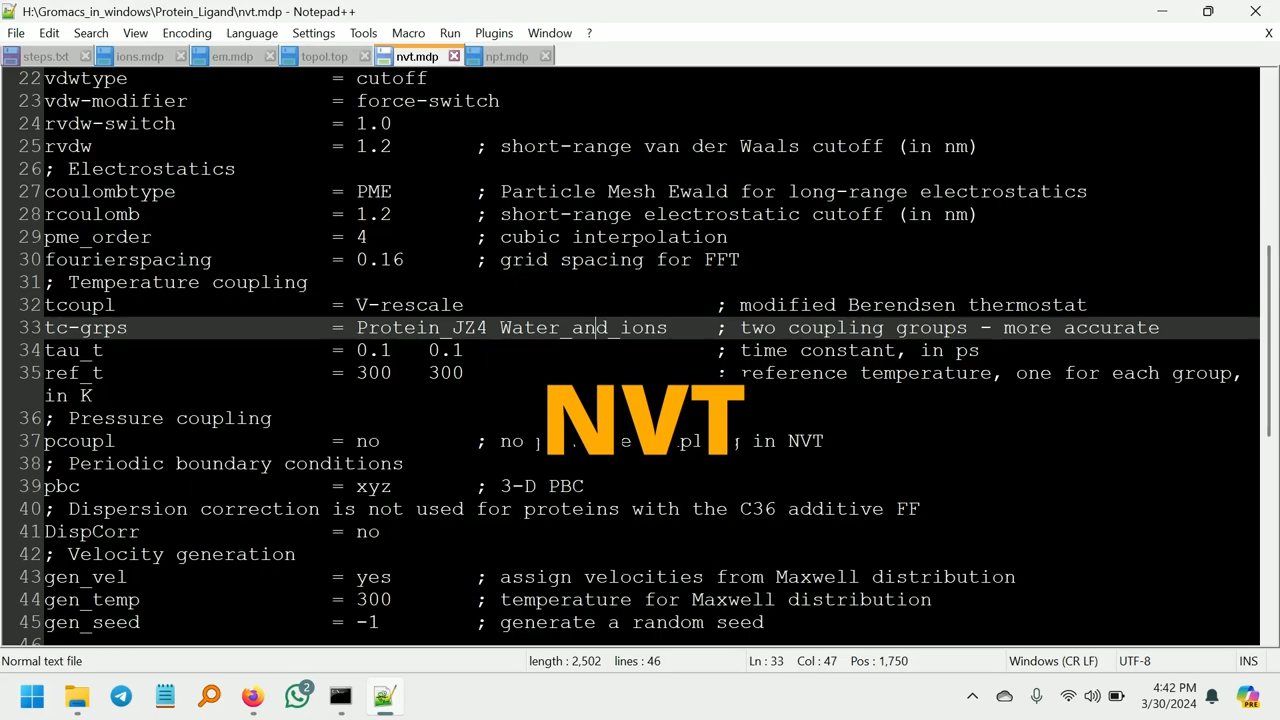 H:\Gromacs_in_windows\Protein_Ligand\nvt.mdp - Notepad++
File Edit Search View Encoding Language Settings Tools Macro Run Plugins Window ? X
steps.txt ions.mdp em.mdp topol.top nvt.mdp npt.mdp
22 vdwtype = cutoff
23 vdw-modifier = force-switch
24 rvdw-switch = 1.0
25 rvdw = 1.2 ; short-range van der Waals cutoff (in nm)
26 ; Electrostatics
27 coulombtype = PME ; Particle Mesh Ewald for long-range electrostatics
28 rcoulomb = 1.2 ; short-range electrostatic cutoff (in nm)
29 pme_order = 4 ; cubic interpolation
30 fourierspacing = 0.16 ; grid spacing for FFT
31 ; Temperature coupling
32 tcoupl = V-rescale ; modified Berendsen thermostat
33 tc-grps = Protein_JZ4 Water_and_ions ; two coupling groups - more accurate
34 tau_t = 0.1 0.1 ; time constant, in ps
35 ref_t = 300 300 ; reference temperature, one for each group,
in K
NVT
36 ; Pressure coupling
37 pcoupl = no ; no in NVT
38 ; Periodic boundary conditions
39 pbc = xyz ; 3-D PBC
40 ; Dispersion correction is not used for proteins with the C36 additive FF
41 DispCorr = no
42 ; Velocity generation
43 gen_vel = yes ; assign velocities from Maxwell distribution
44 gen_temp = 300 ; temperature for Maxwell distribution
45 gen_seed = -1 ; generate a random seed
Normal text file length : 2,502 lines : 46 Ln : 33 Col : 47 Pos : 1,750 Windows (CR LF) UTF-8 INS
2
4:42 PM
3/30/2024
PRE